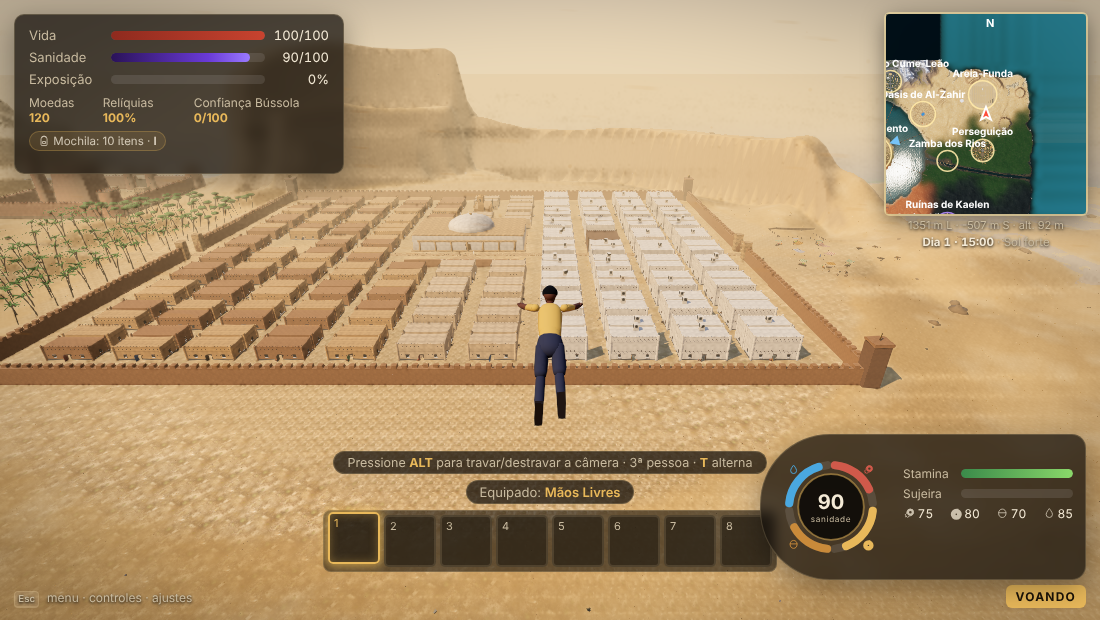 Vida 100/100
Sanidade 90/100
Exposição 0%
Moedas Relíquias Confiança Bússola
120 100% 0/100
Mochila: 10 itens · I
N
o Cume-Leão
Areia-Funda
Oásis de Al-Zahir
ento
Perseguição
Zamba dos Rios
Ruínas de Kaelen
1351 m L · 507 m S · alt 92 m
Dia 1 · 15:00 · Sol forte
Pressione ALT para travar/destravar a câmera · 3ª pessoa · T alterna
Equipado: Mãos Livres
1 2 3 4 5 6 7 8
90
sanidade
Stamina
Sujeira
75 80 70 85
Esc menu · controles · ajustes
VOANDO